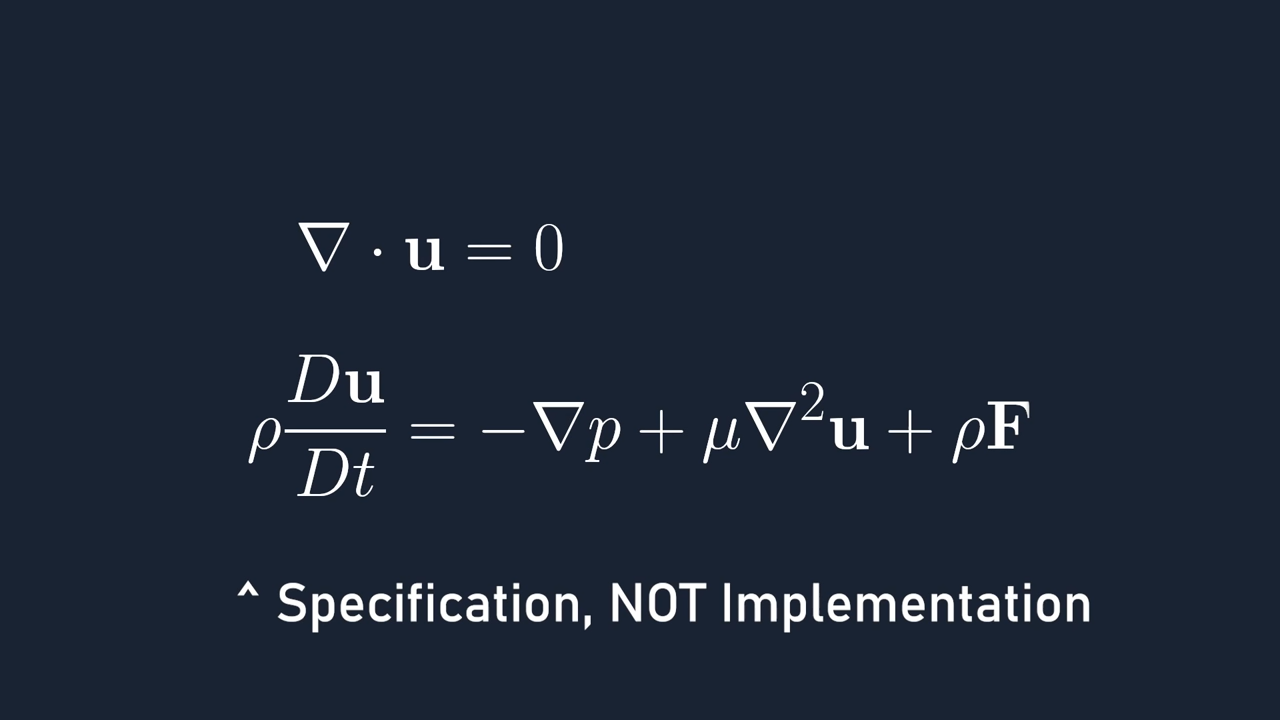 ∇ · u = 0
ρ Du/Dt = −∇p + μ∇²u + ρF
^ Specification, NOT Implementation